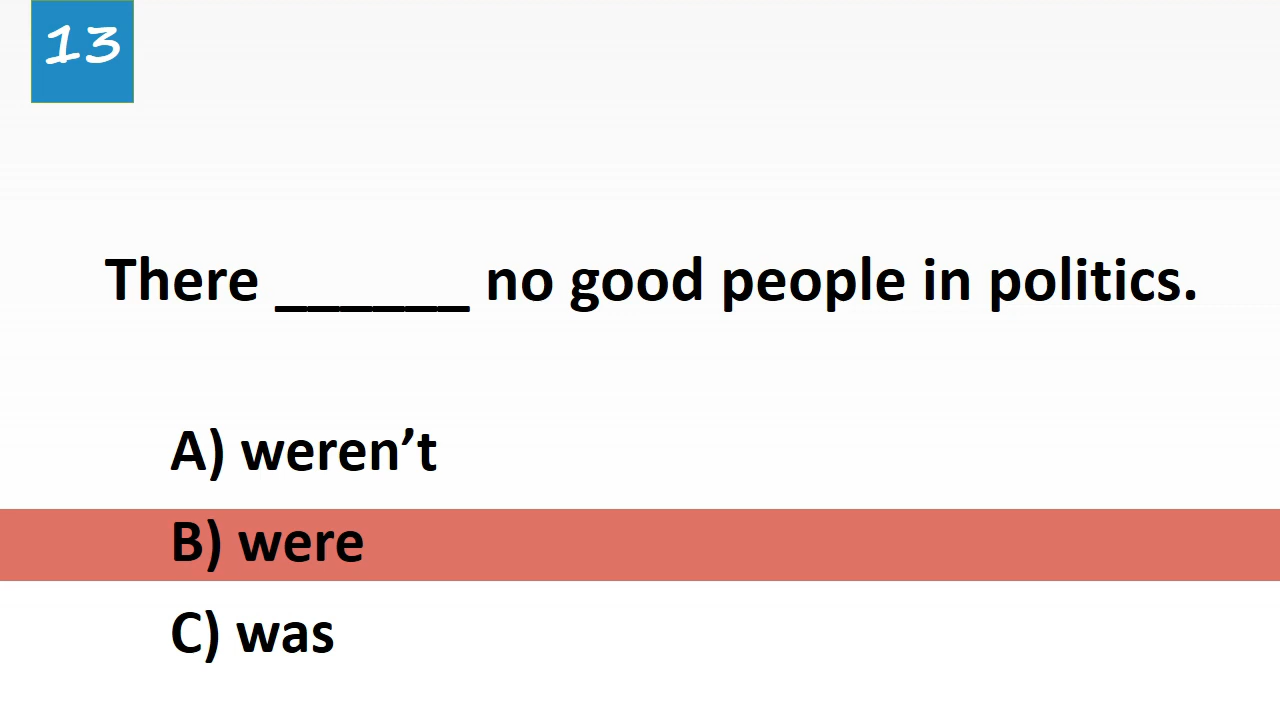 13
There ______ no good people in politics.
A) weren’t
B) were
C) was